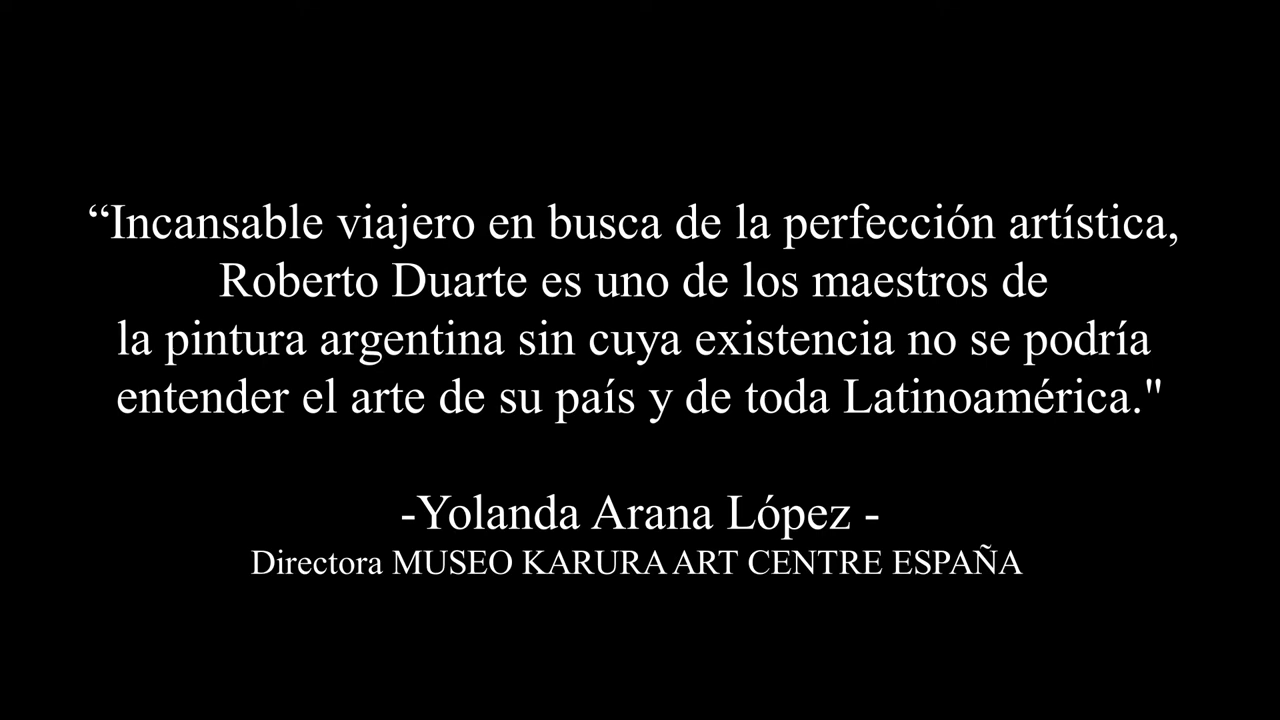 “Incansable viajero en busca de la perfección artística,
Roberto Duarte es uno de los maestros de
la pintura argentina sin cuya existencia no se podría
entender el arte de su país y de toda Latinoamérica."
-Yolanda Arana López -
Directora MUSEO KARURA ART CENTRE ESPAÑA